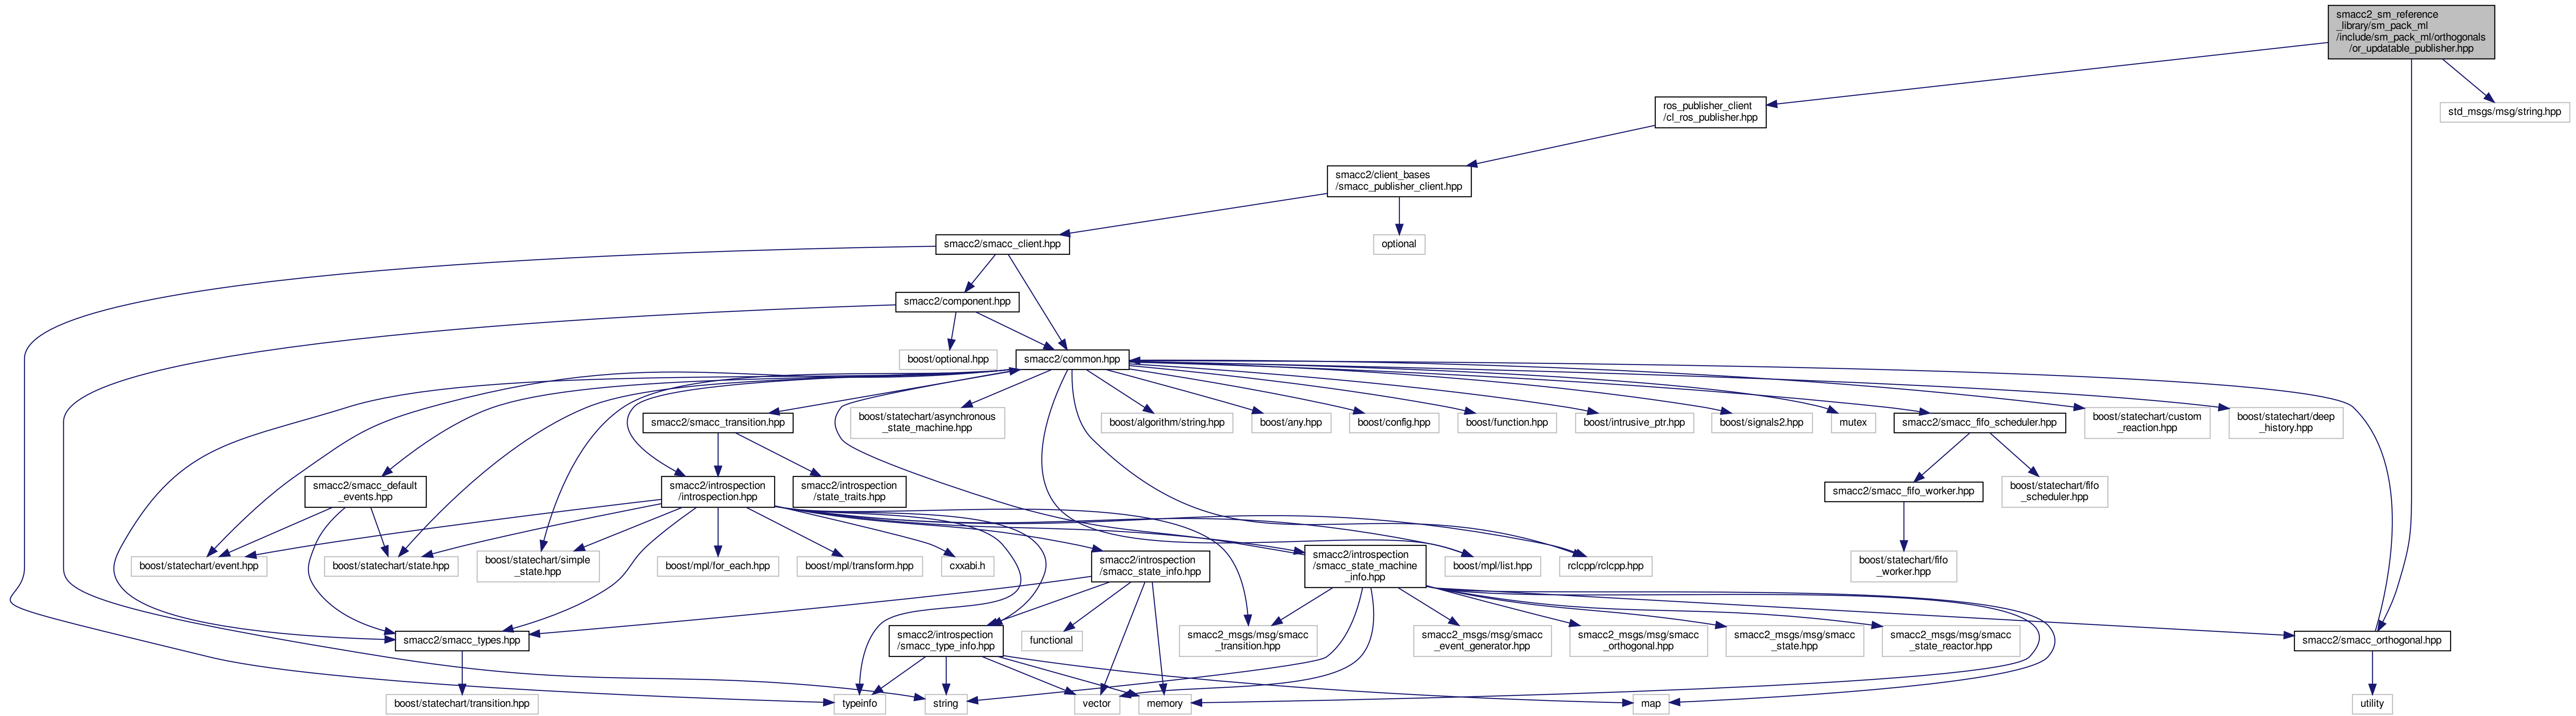 smacc2_sm_reference
_library/sm_pack_ml
/include/sm_pack_ml/orthogonals
/or_updatable_publisher.hpp
ros_publisher_client
/cl_ros_publisher.hpp
std_msgs/msg/string.hpp
smacc2/client_bases
/smacc_publisher_client.hpp
smacc2/smacc_client.hpp
optional
smacc2/component.hpp
boost/optional.hpp
smacc2/common.hpp
smacc2/smacc_transition.hpp
boost/statechart/asynchronous
_state_machine.hpp
boost/algorithm/string.hpp
boost/any.hpp
boost/config.hpp
boost/function.hpp
boost/intrusive_ptr.hpp
boost/signals2.hpp
mutex
smacc2/smacc_fifo_scheduler.hpp
boost/statechart/custom
_reaction.hpp
boost/statechart/deep
_history.hpp
smacc2/smacc_default
_events.hpp
smacc2/introspection
/introspection.hpp
smacc2/introspection
/state_traits.hpp
smacc2/smacc_fifo_worker.hpp
boost/statechart/fifo
_scheduler.hpp
boost/statechart/event.hpp
boost/statechart/state.hpp
boost/statechart/simple
_state.hpp
boost/mpl/for_each.hpp
boost/mpl/transform.hpp
cxxabi.h
smacc2/introspection
/smacc_state_info.hpp
smacc2/introspection
/smacc_state_machine
_info.hpp
boost/mpl/list.hpp
rclcpp/rclcpp.hpp
boost/statechart/fifo
_worker.hpp
smacc2/smacc_types.hpp
smacc2/introspection
/smacc_type_info.hpp
functional
smacc2_msgs/msg/smacc
_transition.hpp
smacc2_msgs/msg/smacc
_event_generator.hpp
smacc2_msgs/msg/smacc
_orthogonal.hpp
smacc2_msgs/msg/smacc
_state.hpp
smacc2_msgs/msg/smacc
_state_reactor.hpp
smacc2/smacc_orthogonal.hpp
boost/statechart/transition.hpp
typeinfo
string
vector
memory
map
utility